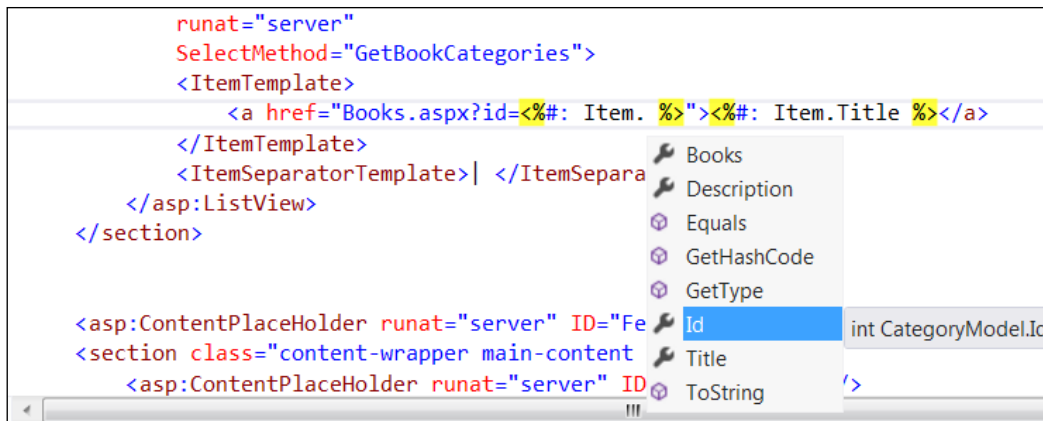 runat="server"
SelectMethod="GetBookCategories">
<ItemTemplate>
<a href="Books.aspx?id=<%#: Item. %>"><%#: Item.Title %></a>
</ItemTemplate>
<ItemSeparatorTemplate>| </ItemSepara
</asp:ListView>
</section>
<asp:ContentPlaceHolder runat="server" ID="Fe
<section class="content-wrapper main-content
<asp:ContentPlaceHolder runat="server" ID />
Books
Description
Equals
GetHashCode
GetType
Id
int CategoryModel.Id
Title
ToString